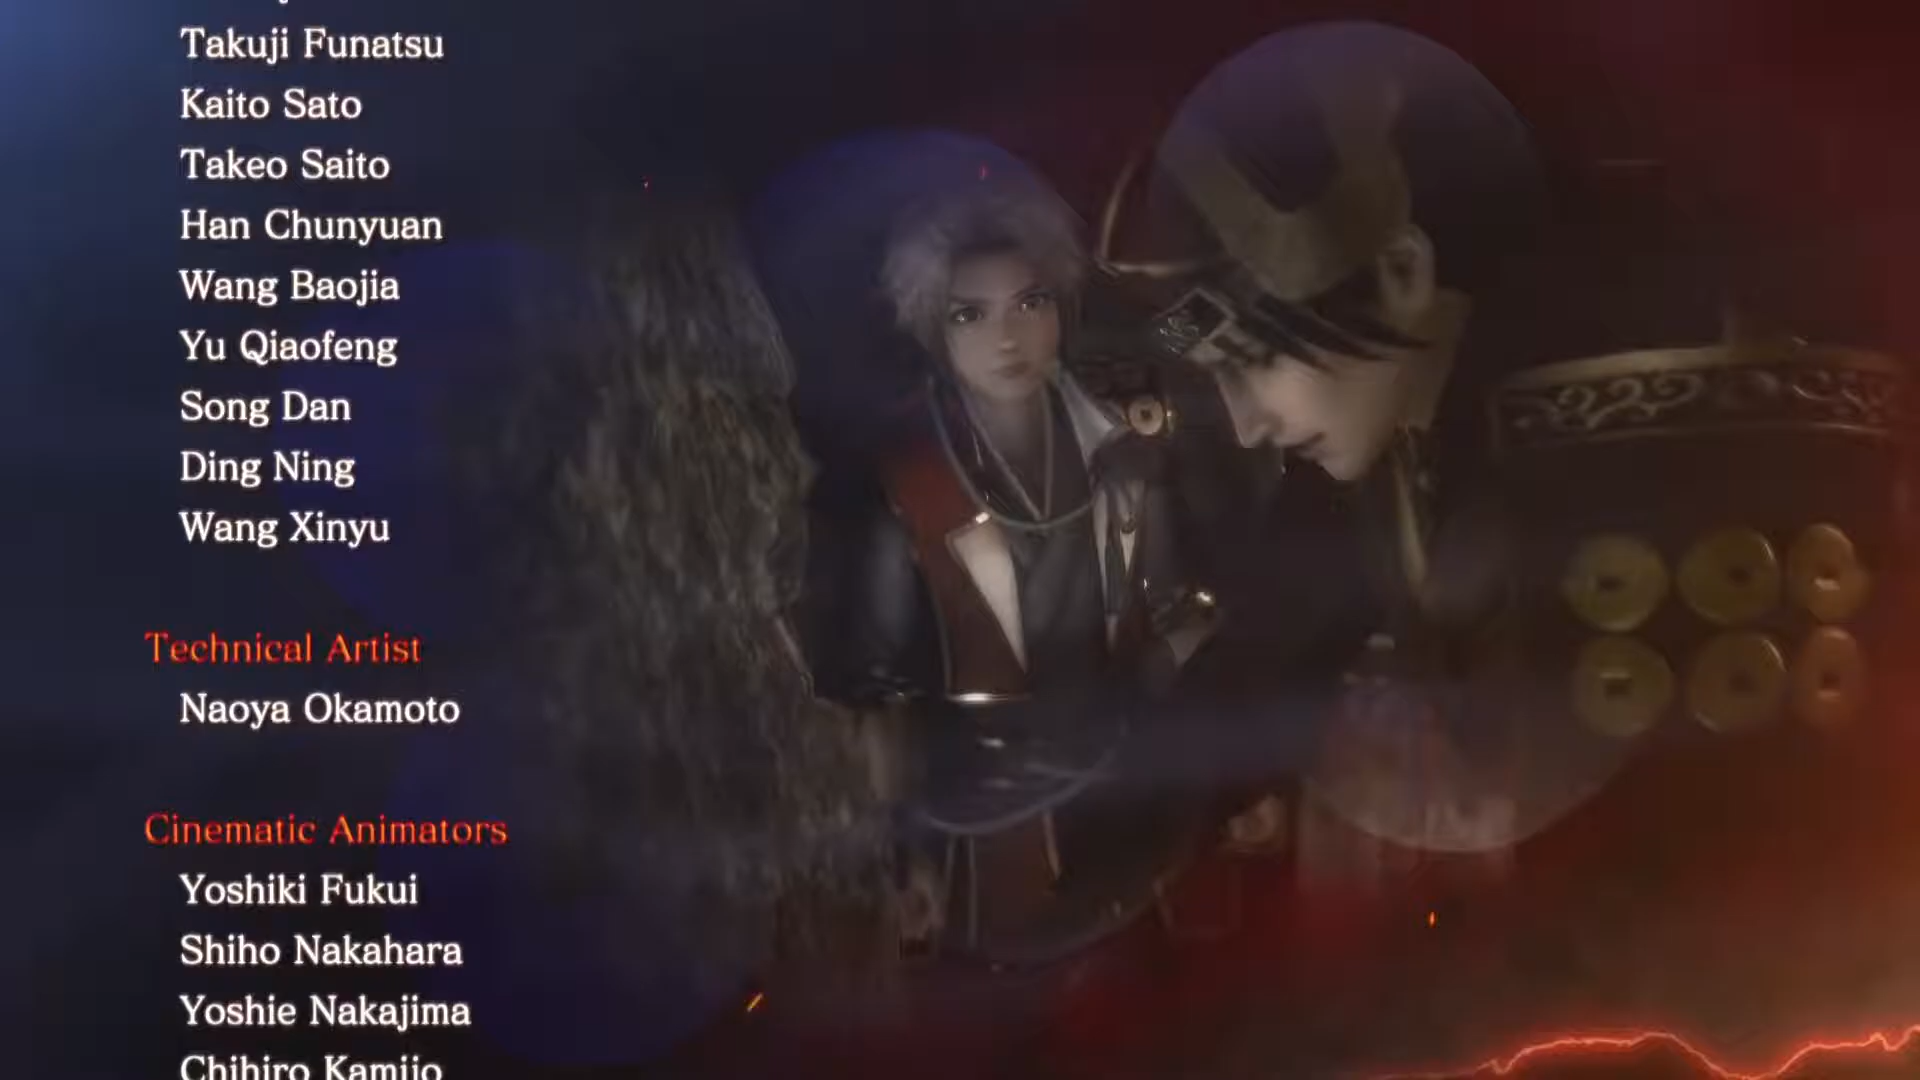 Takuji Funatsu
Kaito Sato
Takeo Saito
Han Chunyuan
Wang Baojia
Yu Qiaofeng
Song Dan
Ding Ning
Wang Xinyu
Technical Artist
Naoya Okamoto
Cinematic Animators
Yoshiki Fukui
Shiho Nakahara
Yoshie Nakajima
Chihiro Kamijo